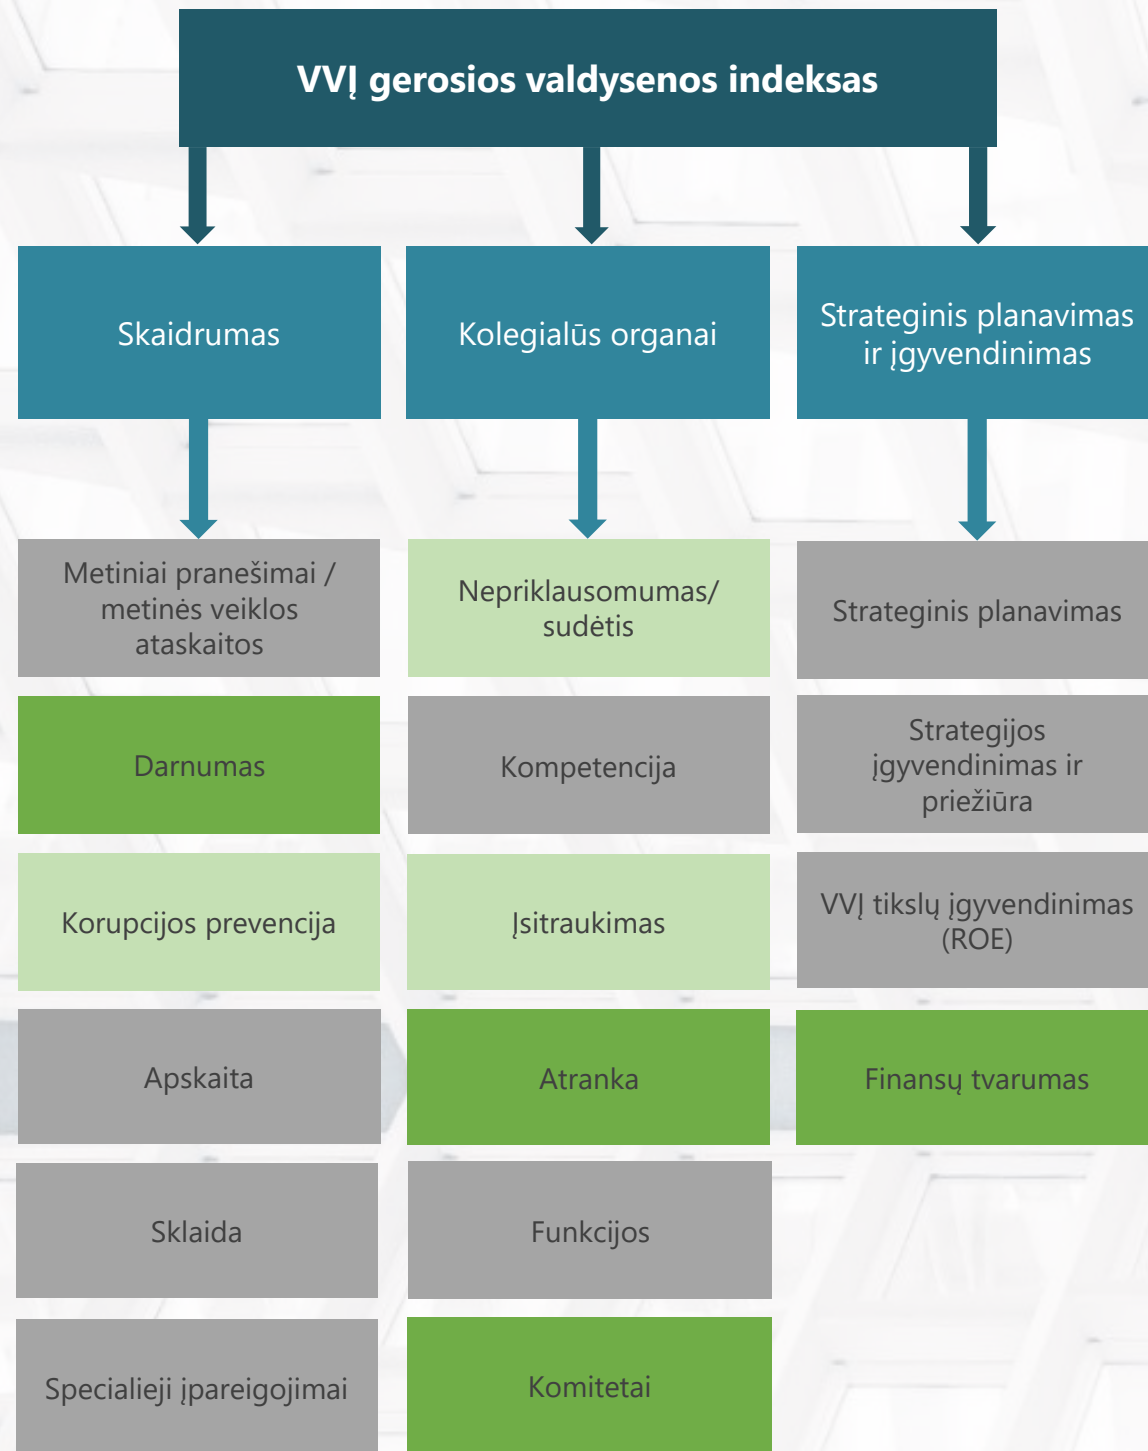 VVĮ gerosios valdysenos indeksas
Skaidrumas
Kolegialūs organai
Strateginis planavimas
ir įgyvendinimas
Metiniai pranešimai /
metinės veiklos
ataskaitos
Darnumas
Korupcijos prevencija
Apskaita
Sklaida
Specialieji įpareigojimai
Nepriklausomumas/
sudėtis
Kompetencija
Įsitraukimas
Atranka
Funkcijos
Komitetai
Strateginis planavimas
Strategijos
įgyvendinimas ir
priežiūra
VVĮ tikslų įgyvendinimas
(ROE)
Finansų tvarumas